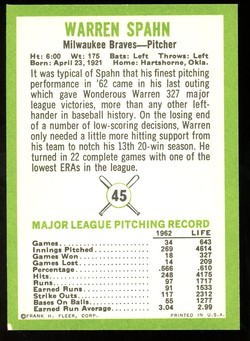 WARREN SPAHN
Milwaukee Braves—Pitcher
Ht: 6:00 Wt: 175 Bats: Left Throws: Left
Born: April 23, 1921 Home: Hartshorne, Okla.
It was typical of Spahn that his finest pitching
performance in '62 came in his last outing
which gave Wonderous Warren 327 major
league victories, more than any other left-
hander in baseball history. On the losing end
of a number of low-scoring decisions, Warren
only needed a little more hitting support from
his team to notch his 13th 20-win season. He
turned in 22 complete games with one of the
lowest ERAs in the league.
45
MAJOR LEAGUE PITCHING RECORD
1962 LIFE
Games 34 643
Innings Pitched 269 4614
Games Won 18 327
Games Lost 14 209
Percentage .566 .610
Hits 248 4175
Runs 97 1717
Earned Runs 91 1533
Strike Outs 117 2312
Bases On Balls 55 1277
Earned Run Average 3.04 2.99
©FRANK H. FLEER, CORP. PRINTED IN U.S.A.